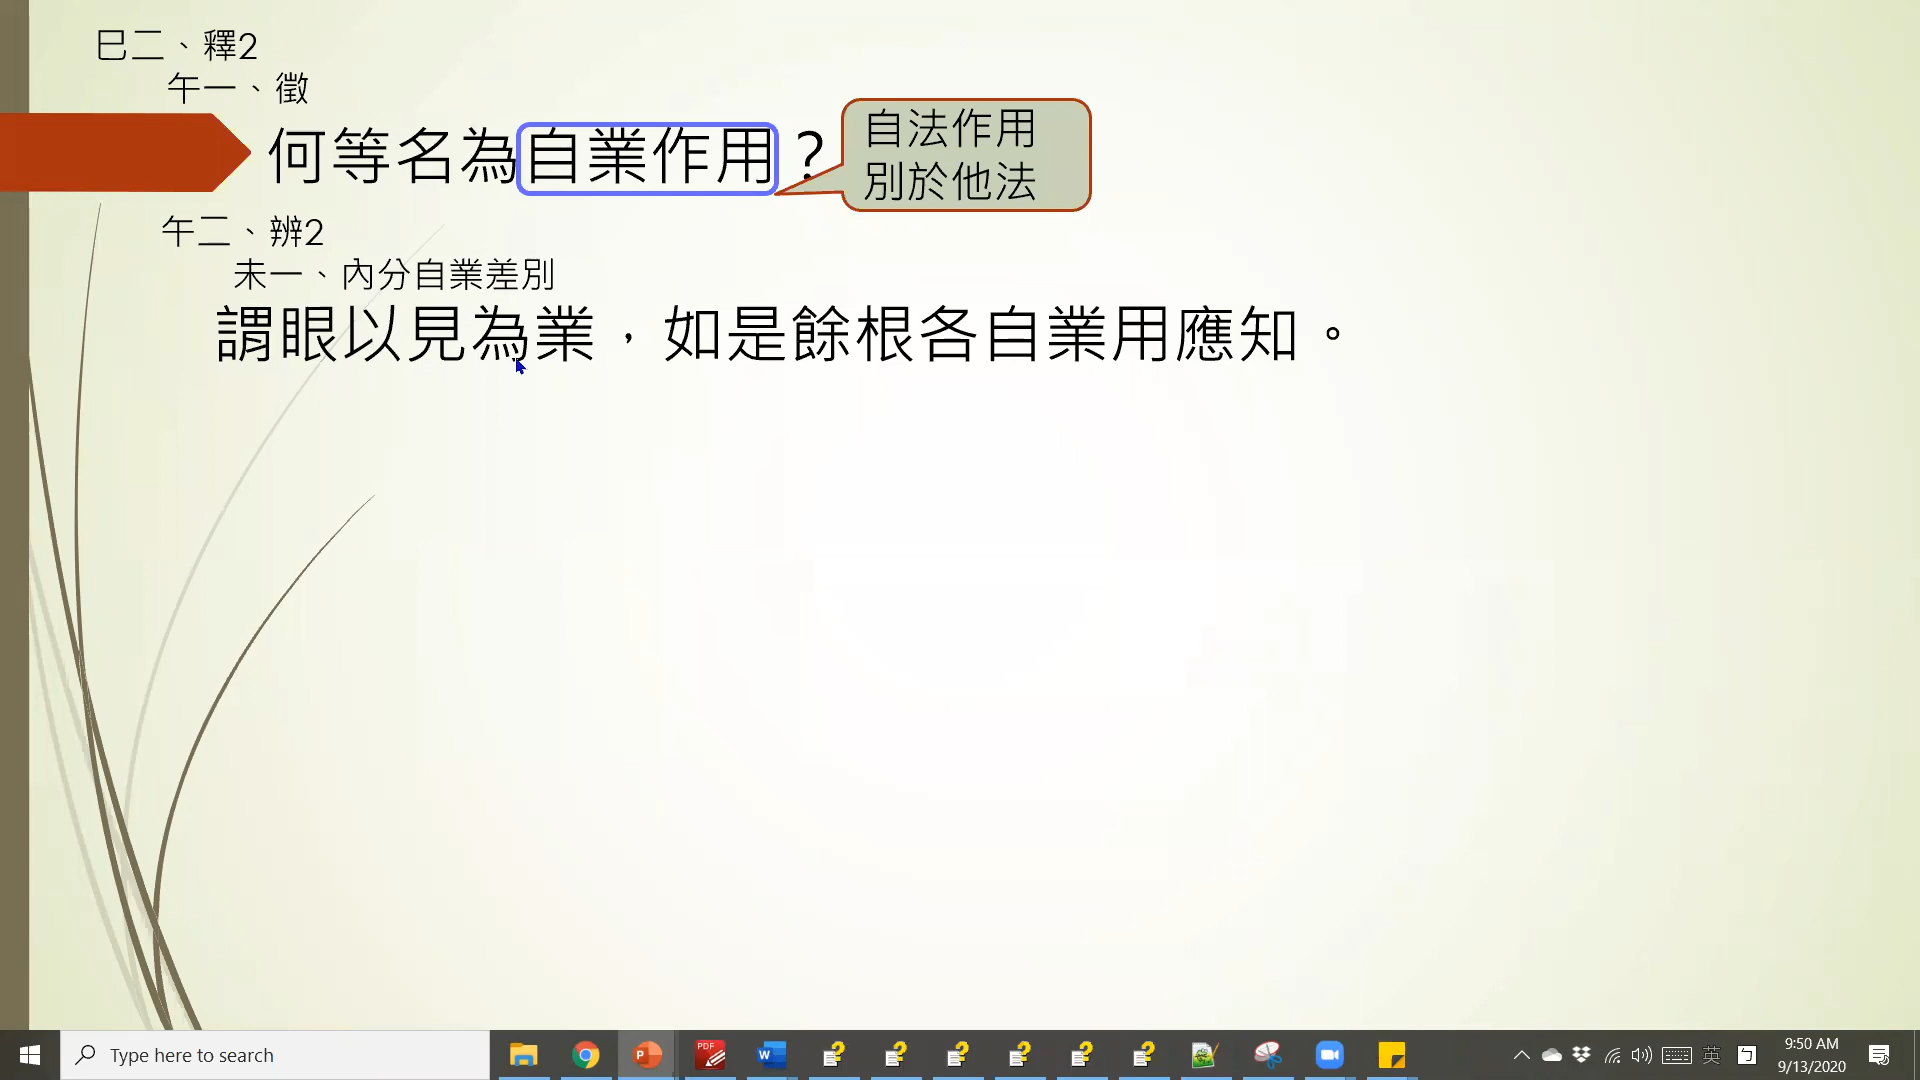 巳二、釋2
午一、徵
何等名為自業作用？
自法作用
別於他法
午二、辨2
未一、內分自業差別
謂眼以見為業，如是餘根各自業用應知。
Type here to search
英
9:50 AM
9/13/2020